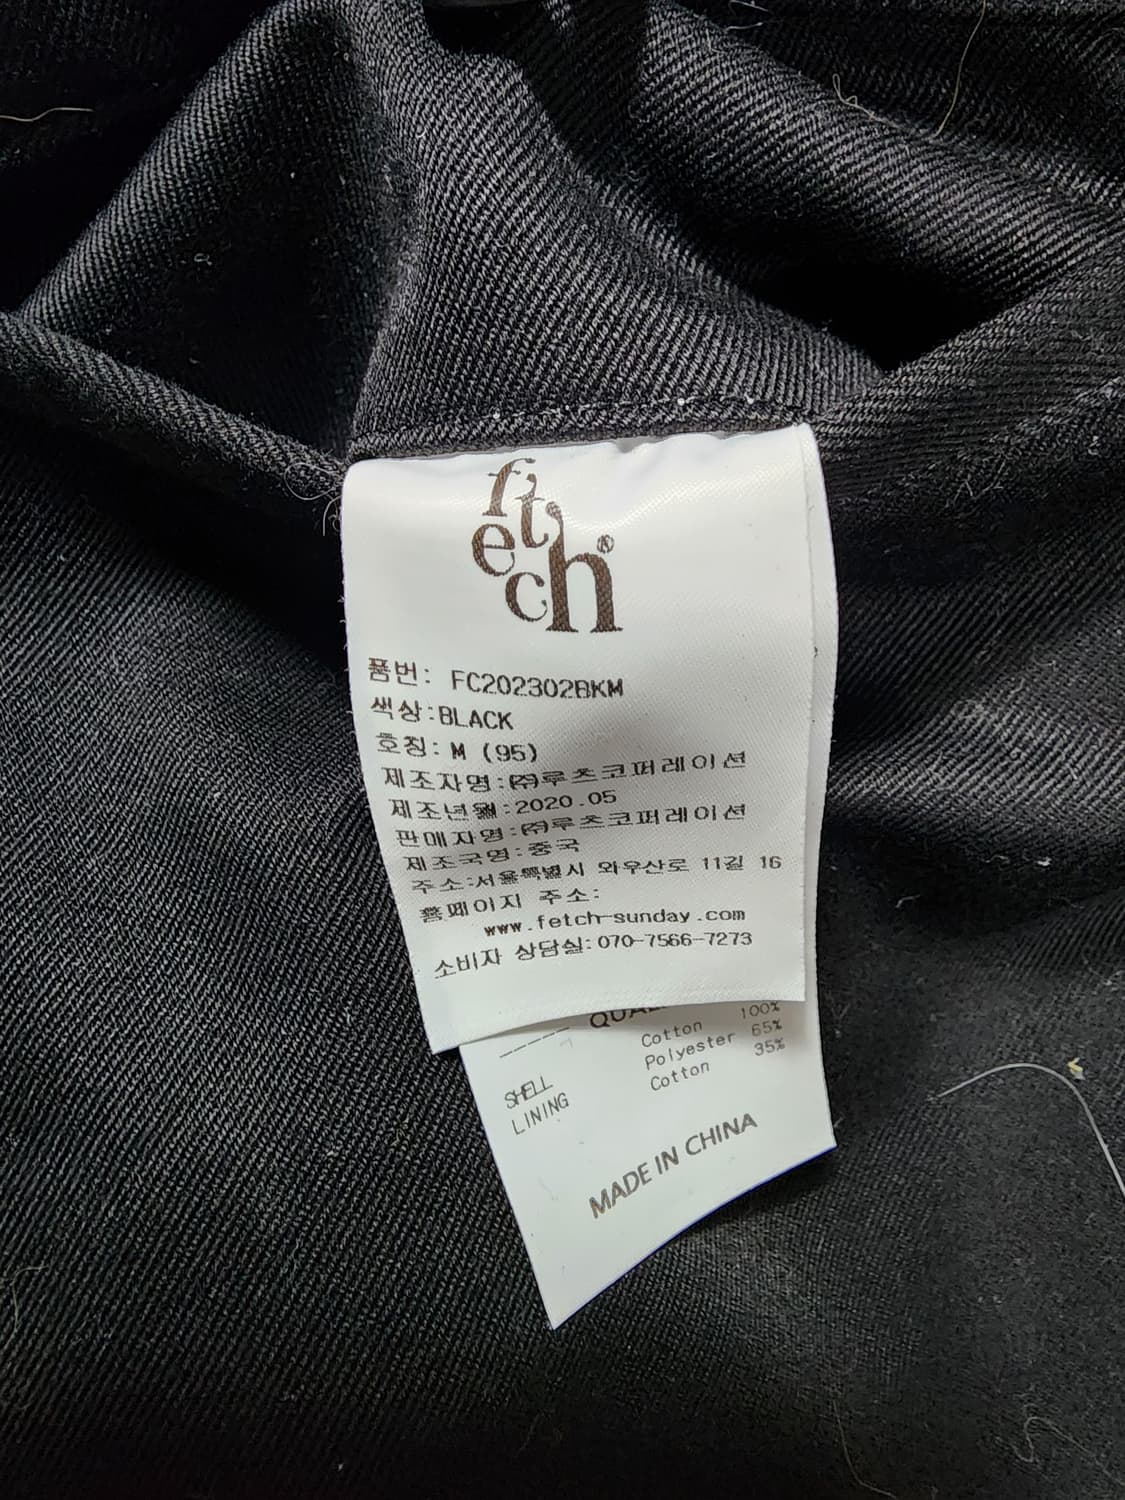 fetch®
품번: FC202302BKM
색상:BLACK
호칭: M (95)
제조자명:(주)루츠코퍼레이션
제조년월:2020.05
판매자명:(주)루츠코퍼레이션
제조국명:중국
주소:서울특별시 와우산로 11길 16
홈페이지 주소:
www.fetch-sunday.com
소비자 상담실:070-7566-7273
Cotton 100%
SHELL Polyester 65%
LINING Cotton 35%
MADE IN CHINA